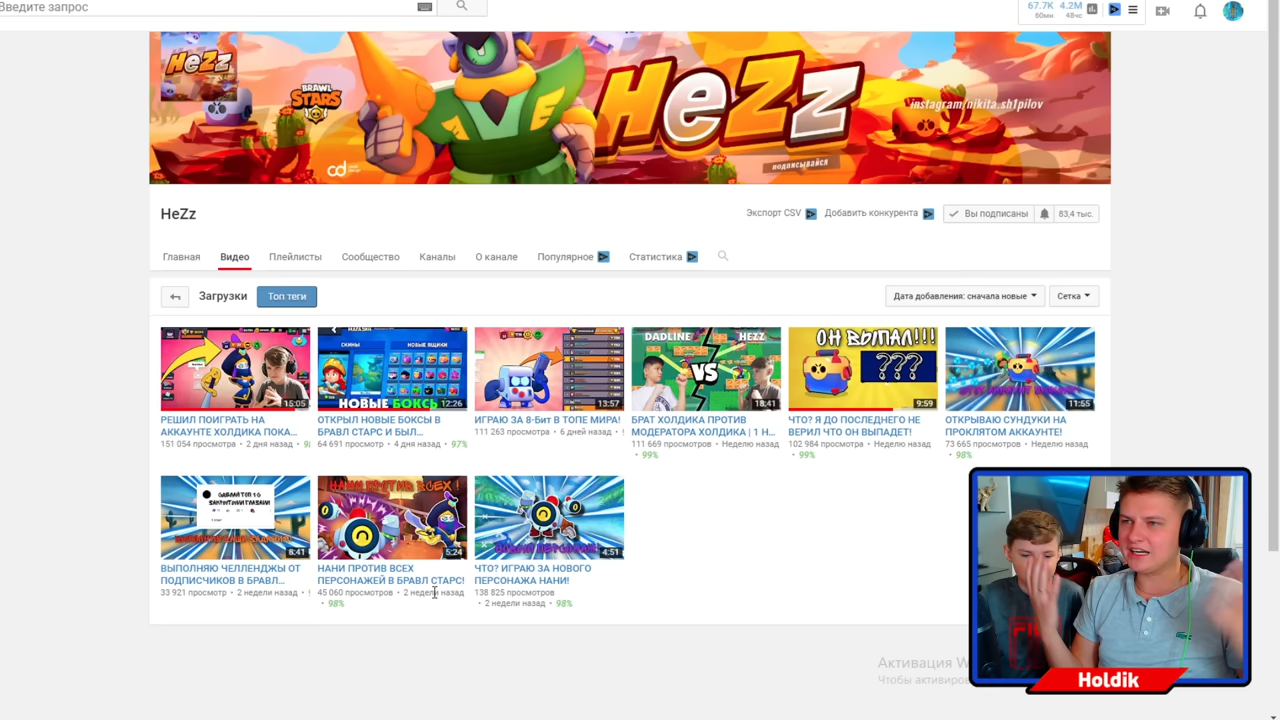 Введите запрос
67.7K 4.2M
60мн 48чс
HeZz
BRAWL
STARS
HeZz
instagram/nikita.sh1pilov
cd
подписывайся
HeZz
Экспорт CSV
Добавить конкурента
Вы подписаны
83,4 тыс.
Главная
Видео
Плейлисты
Сообщество
Каналы
О канале
Популярное
Статистика
Загрузки
Топ теги
Дата добавления: сначала новые
Сетка
15:05
СКИНЫ
НОВЫЕ ЯЩИКИ
НОВЫЕ БОКСЫ
12:26
13:57
DADLINE
HEZZ
VS
18:41
ОН ВЫПАЛ!!!
???
9:59
11:55
РЕШИЛ ПОИГРАТЬ НА
АККАУНТЕ ХОЛДИКА ПОКА...
151 054 просмотра • 2 дня назад •
ОТКРЫЛ НОВЫЕ БОКСЫ В
БРАВЛ СТАРС И БЫЛ...
64 691 просмотр • 4 дня назад • 97%
ИГРАЮ ЗА 8-Бит В ТОПЕ МИРА!
111 263 просмотра • 6 дней назад •
БРАТ ХОЛДИКА ПРОТИВ
МОДЕРАТОРА ХОЛДИКА | 1 Н...
111 669 просмотров • Неделю назад
• 99%
ЧТО? Я ДО ПОСЛЕДНЕГО НЕ
ВЕРИЛ ЧТО ОН ВЫПАДЕТ!
102 984 просмотра • Неделю назад
• 99%
ОТКРЫВАЮ СУНДУКИ НА
ПРОКЛЯТОМ АККАУНТЕ!
73 665 просмотров • Неделю назад
• 98%
8:41
НАНИ ПРОТИВ ВСЕХ !
5:24
4:51
ВЫПОЛНЯЮ ЧЕЛЛЕНДЖЫ ОТ
ПОДПИСЧИКОВ В БРАВЛ...
33 921 просмотр • 2 недели назад •
НАНИ ПРОТИВ ВСЕХ
ПЕРСОНАЖЕЙ В БРАВЛ СТАРС!
45 060 просмотров • 2 недели назад
• 98%
ЧТО? ИГРАЮ ЗА НОВОГО
ПЕРСОНАЖА НАНИ!
138 825 просмотров
• 2 недели назад • 98%
Активация W
Чтобы активиров
Holdik